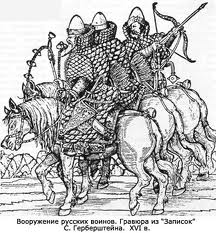 Вооружение русских воинов. Гравюра из "Записок"
С. Герберштейна. XVI в.